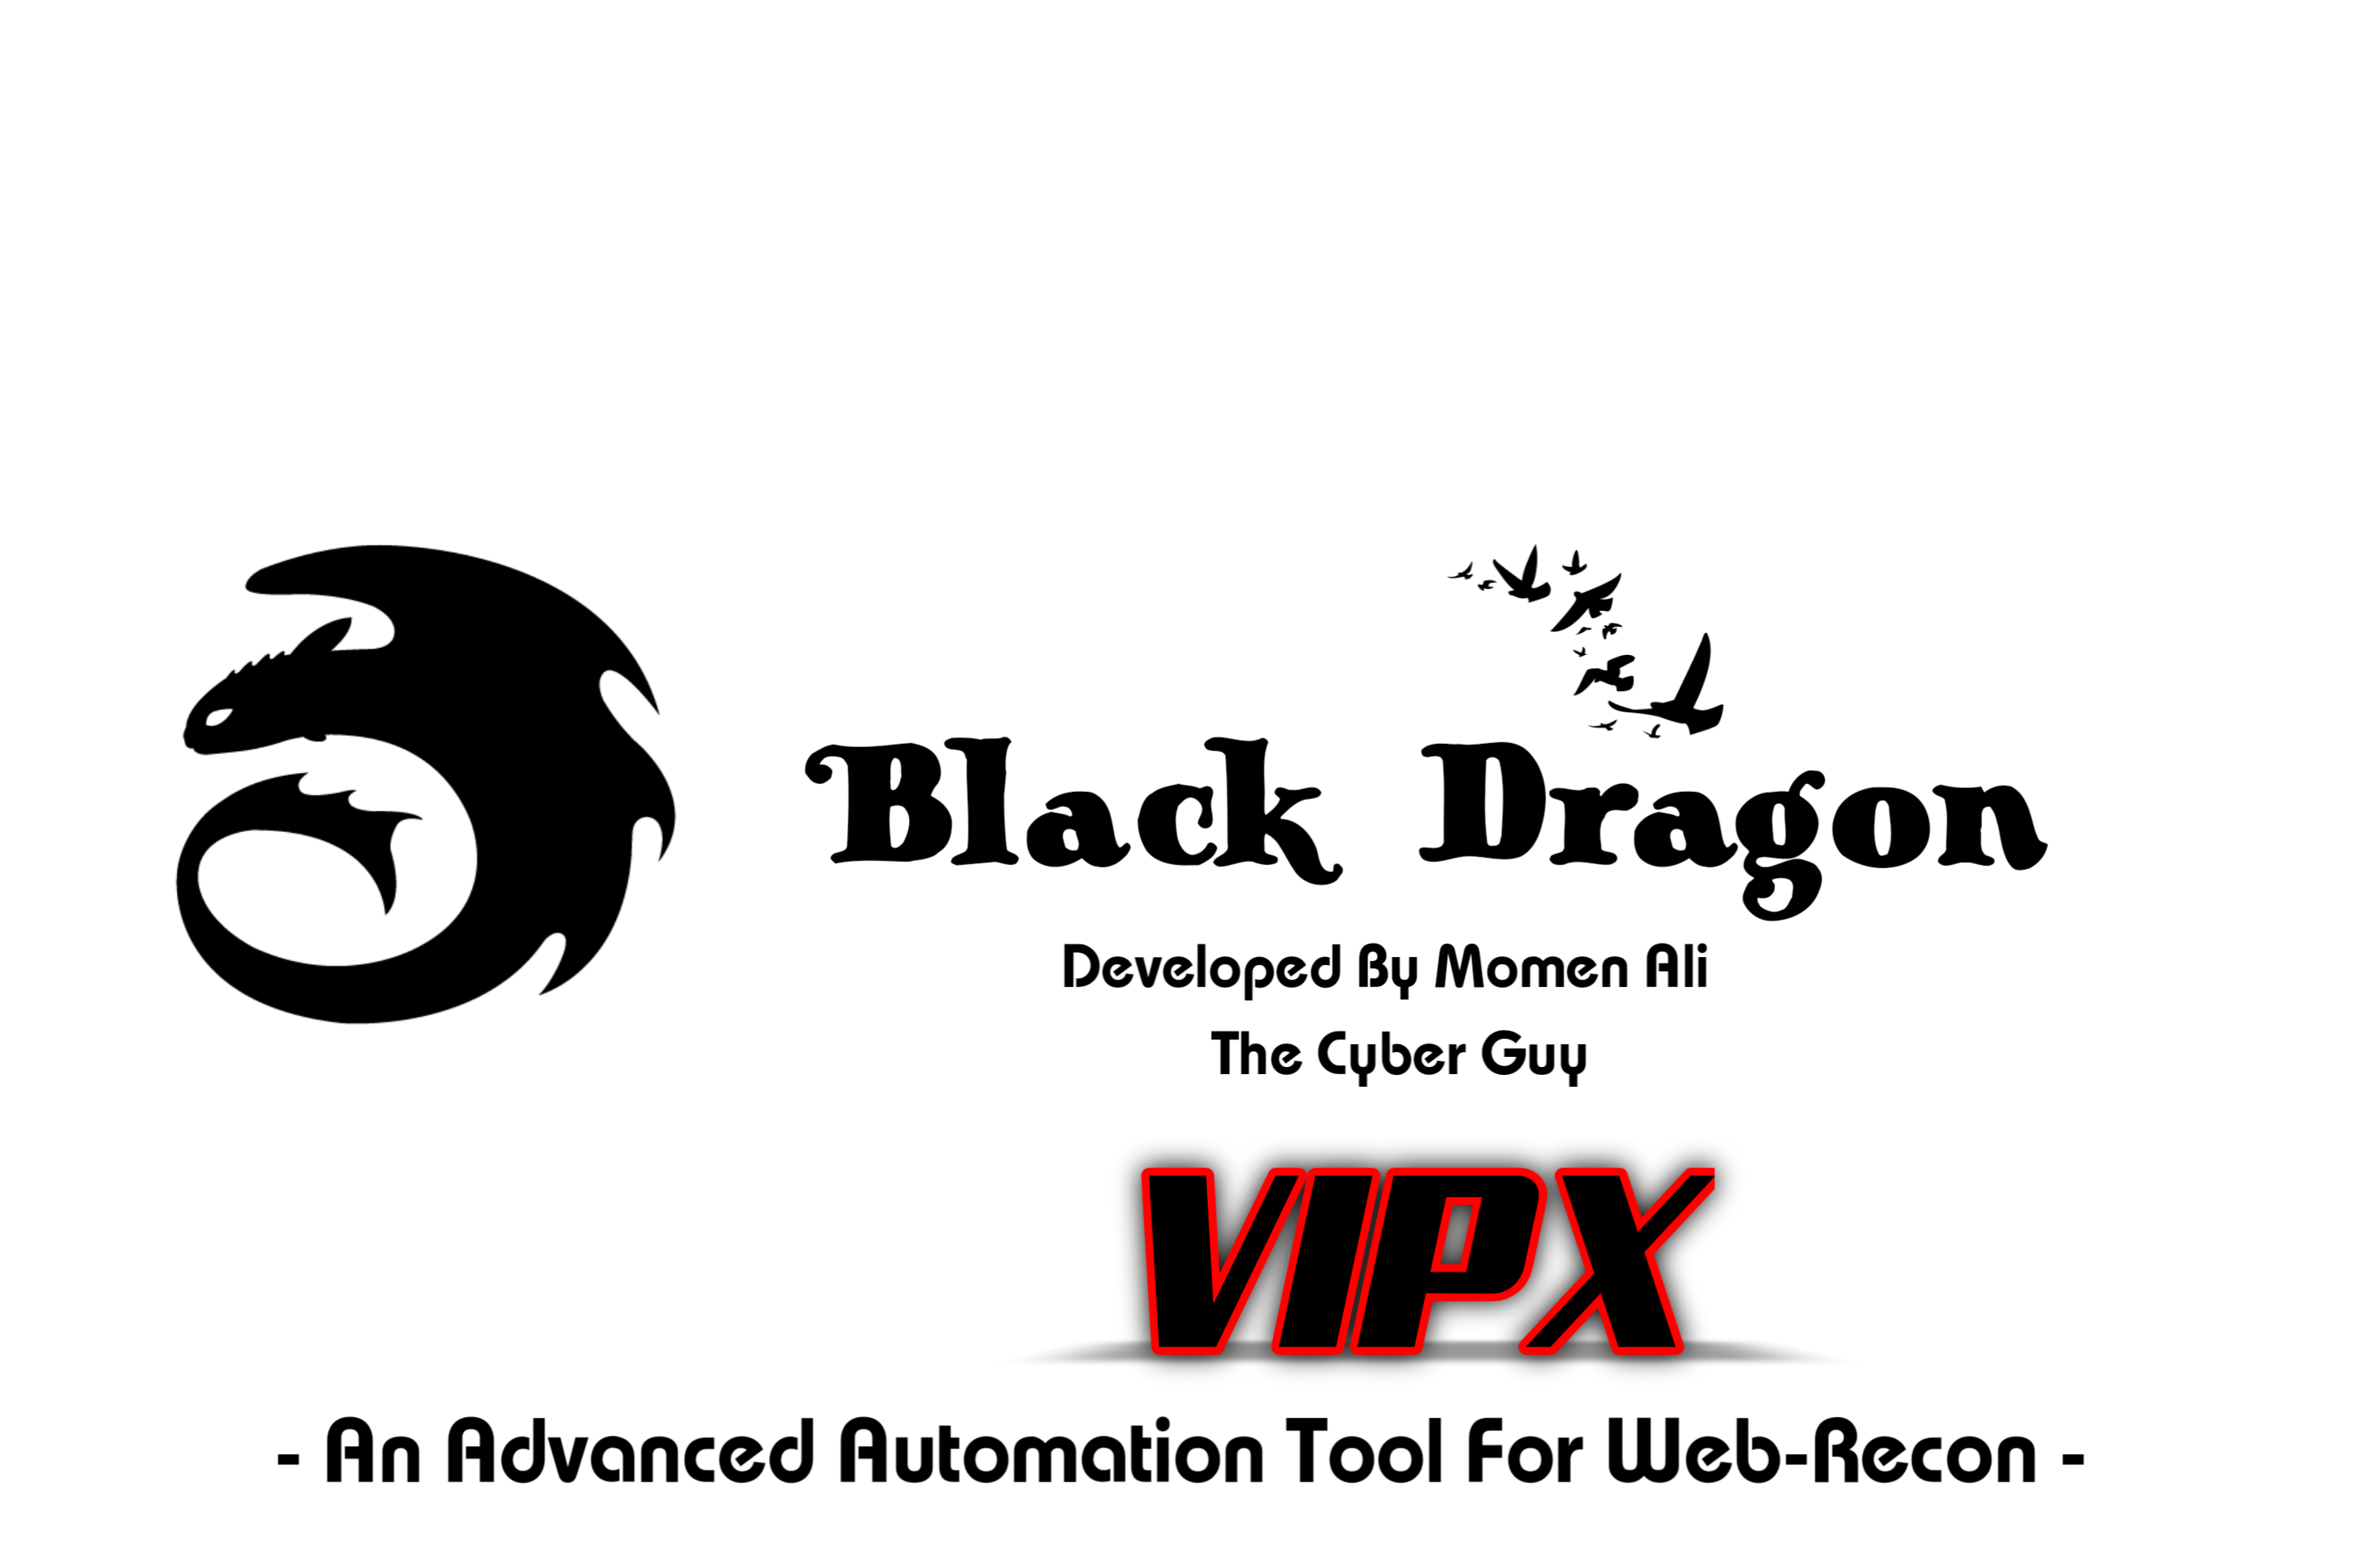 Black Dragon
Developed By Momen Ali
The Cyber Guy
VIPX
- An Advanced Automation Tool For Web-Recon -